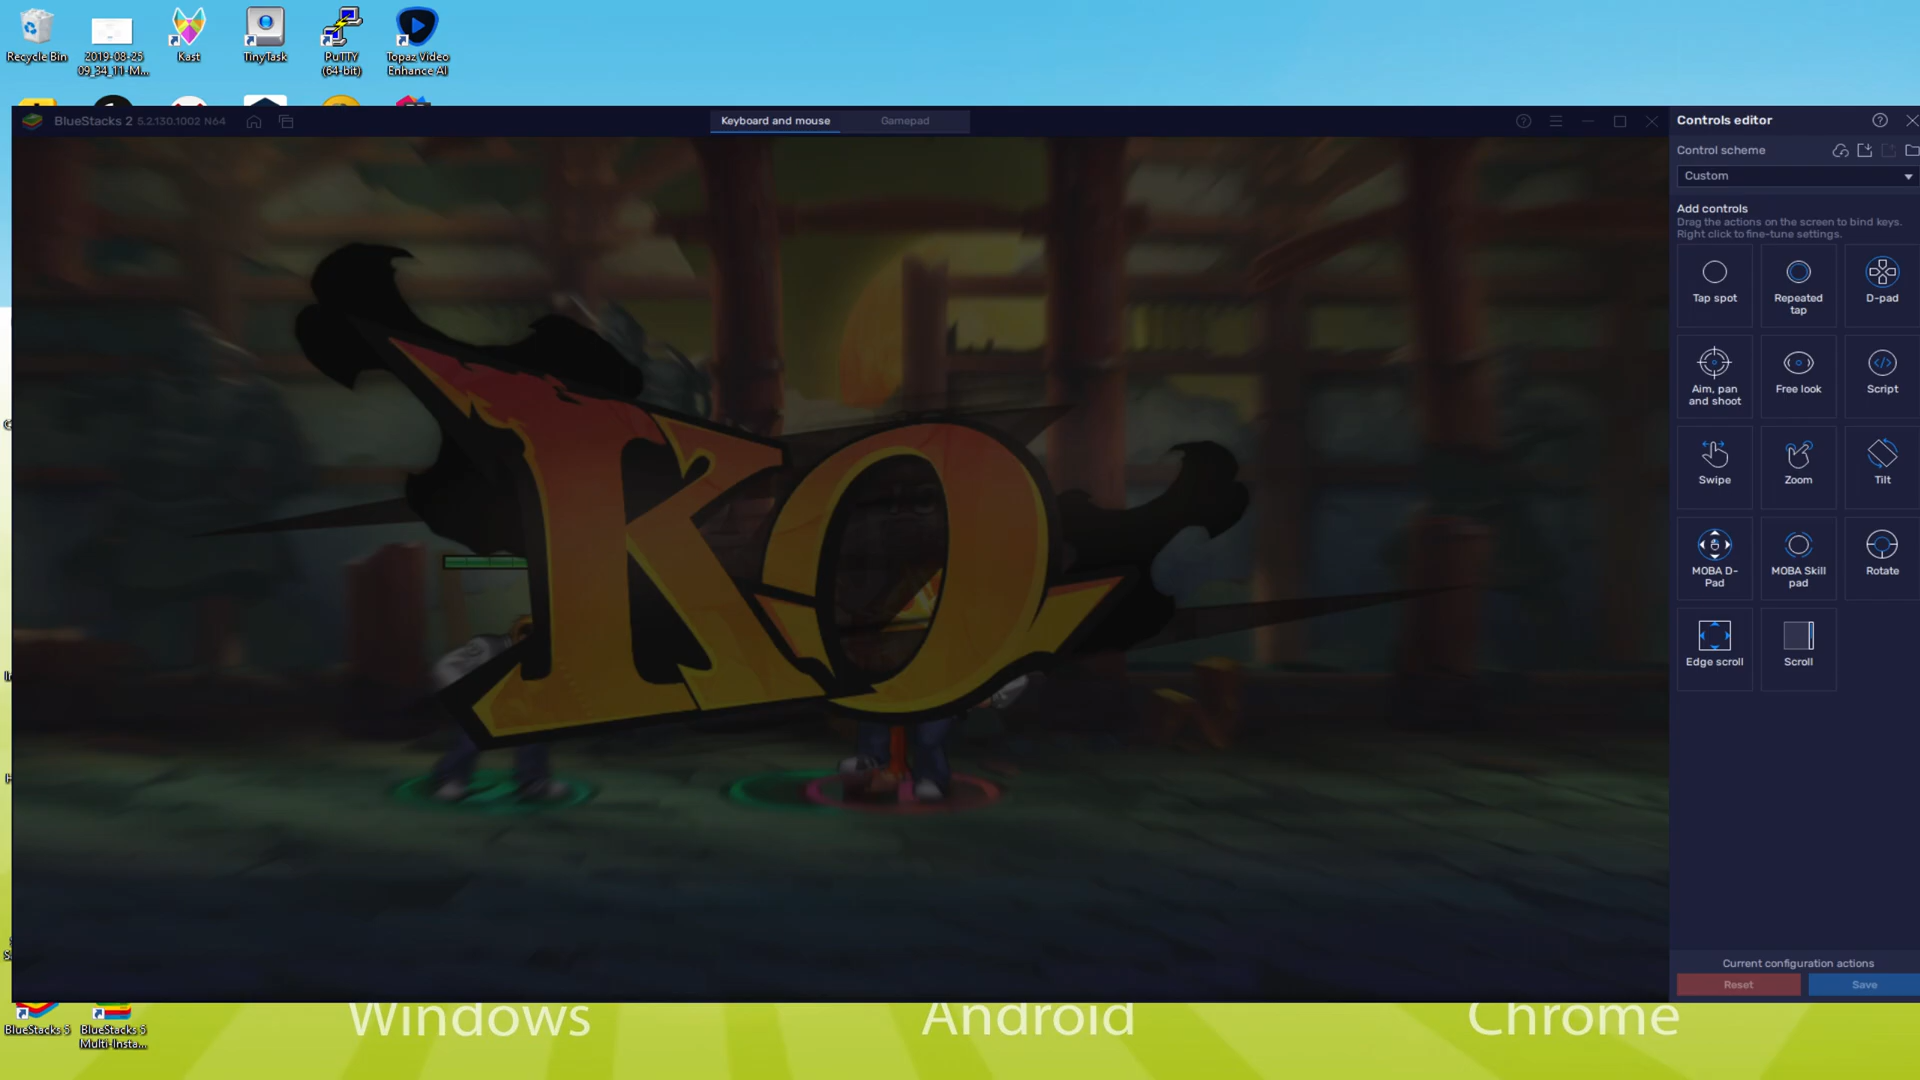 Recycle Bin
2019-08-25
09_34_11-M...
Kast
TinyTask
PuTTY
(64-bit)
Topaz Video
Enhance AI
BlueStacks 2 5.2.130.1002 N64
Keyboard and mouse
Gamepad
Controls editor
Control scheme
Custom
Add controls
Drag the actions on the screen to bind keys.
Right click to fine-tune settings.
Tap spot
Repeated
tap
D-pad
Aim, pan
and shoot
Free look
Script
Swipe
Zoom
Tilt
MOBA D-
Pad
MOBA Skill
pad
Rotate
Edge scroll
Scroll
KO
Current configuration actions
Reset
Save
BlueStacks 5
BlueStacks 5
Multi-Insta...
Windows
Android
Chrome